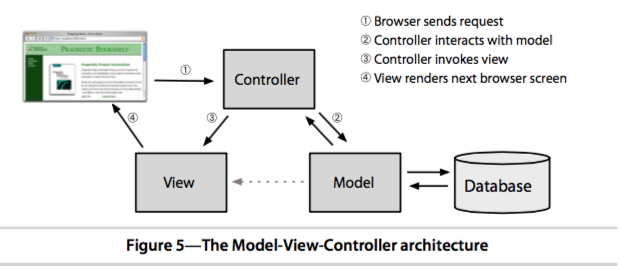 ① Browser sends request
② Controller interacts with model
③ Controller invokes view
④ View renders next browser screen
PRAGMATIC BOOKSHELF
①
Controller
④
③
②
View
Model
Database
Figure 5—The Model-View-Controller architecture